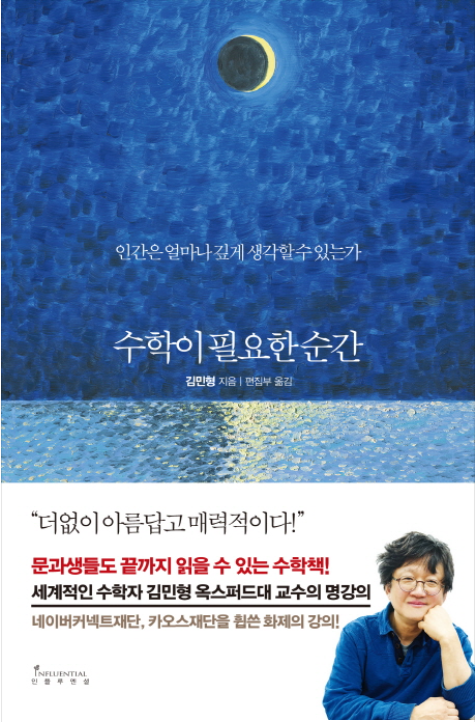 인간은 얼마나 깊게 생각할 수 있는가
수학이 필요한 순간
김민형 지음 | 편집부 옮김
“더없이 아름답고 매력적이다!”
문과생들도 끝까지 읽을 수 있는 수학책!
세계적인 수학자 김민형 옥스퍼드대 교수의 명강의
네이버커넥트재단, 카오스재단을 휩쓴 화제의 강의!
INFLUENTIAL
인플루엔셜